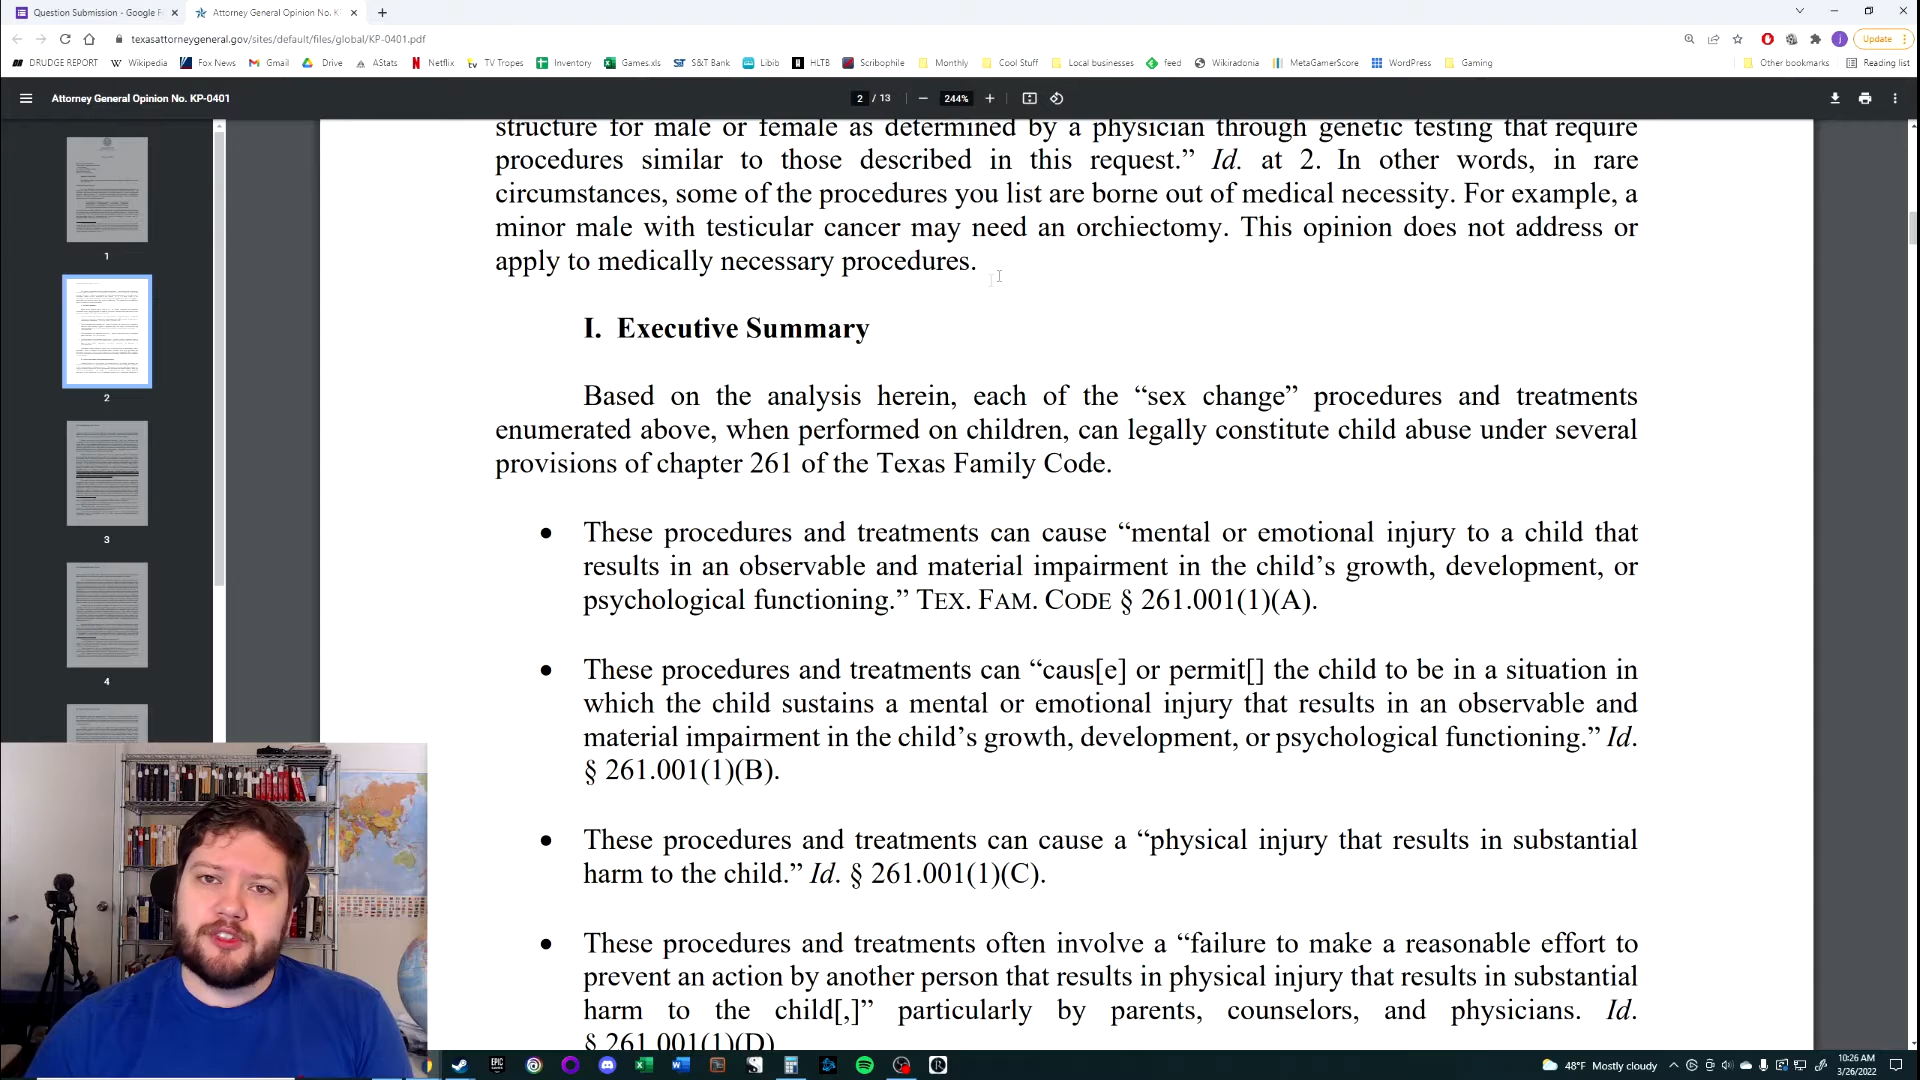 Question Submission - Google F
Attorney General Opinion No. K
texasattorneygeneral.gov/sites/default/files/global/KP-0401.pdf
Update
DRUDGE REPORT
Wikipedia
Fox News
Gmail
Drive
AStats
Netflix
TV Tropes
Inventory
Games.xls
S&T Bank
Libib
HLTB
Scribophile
Monthly
Cool Stuff
Local businesses
feed
Wikiradonia
MetaGamerScore
WordPress
Gaming
Other bookmarks
Reading list
Attorney General Opinion No. KP-0401
2 / 13
244%
1
2
3
4
structure for male or female as determined by a physician through genetic testing that require
procedures similar to those described in this request.” Id. at 2. In other words, in rare
circumstances, some of the procedures you list are borne out of medical necessity. For example, a
minor male with testicular cancer may need an orchiectomy. This opinion does not address or
apply to medically necessary procedures.
I. Executive Summary
Based on the analysis herein, each of the “sex change” procedures and treatments
enumerated above, when performed on children, can legally constitute child abuse under several
provisions of chapter 261 of the Texas Family Code.
• These procedures and treatments can cause “mental or emotional injury to a child that
results in an observable and material impairment in the child’s growth, development, or
psychological functioning.” TEX. FAM. CODE § 261.001(1)(A).
• These procedures and treatments can “caus[e] or permit[] the child to be in a situation in
which the child sustains a mental or emotional injury that results in an observable and
material impairment in the child’s growth, development, or psychological functioning.” Id.
§ 261.001(1)(B).
• These procedures and treatments can cause a “physical injury that results in substantial
harm to the child.” Id. § 261.001(1)(C).
• These procedures and treatments often involve a “failure to make a reasonable effort to
prevent an action by another person that results in physical injury that results in substantial
harm to the child[,]” particularly by parents, counselors, and physicians. Id.
§ 261.001(1)(D)
48°F Mostly cloudy
10:26 AM
3/26/2022